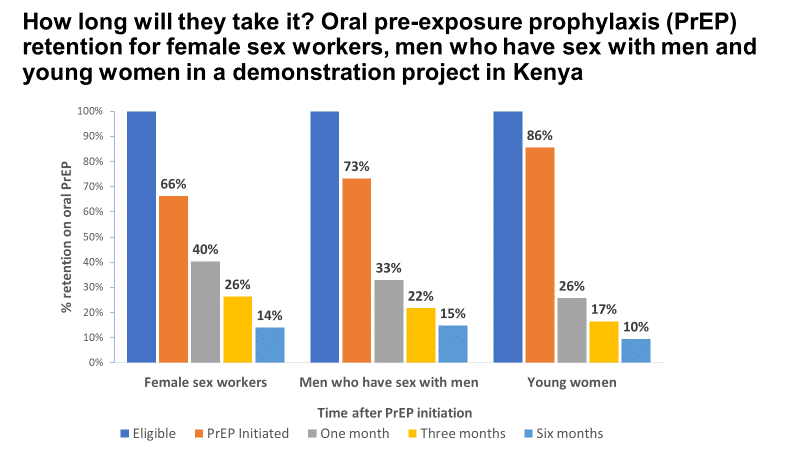 How long will they take it? Oral pre-exposure prophylaxis (PrEP)
retention for female sex workers, men who have sex with men and
young women in a demonstration project in Kenya
% retention on oral PrEP
100%
90%
80%
70%
60%
50%
40%
30%
20%
10%
0%
66%
40%
26%
14%
73%
33%
22%
15%
86%
26%
17%
10%
Female sex workers
Men who have sex with men
Young women
Time after PrEP initiation
Eligible
PrEP Initiated
One month
Three months
Six months